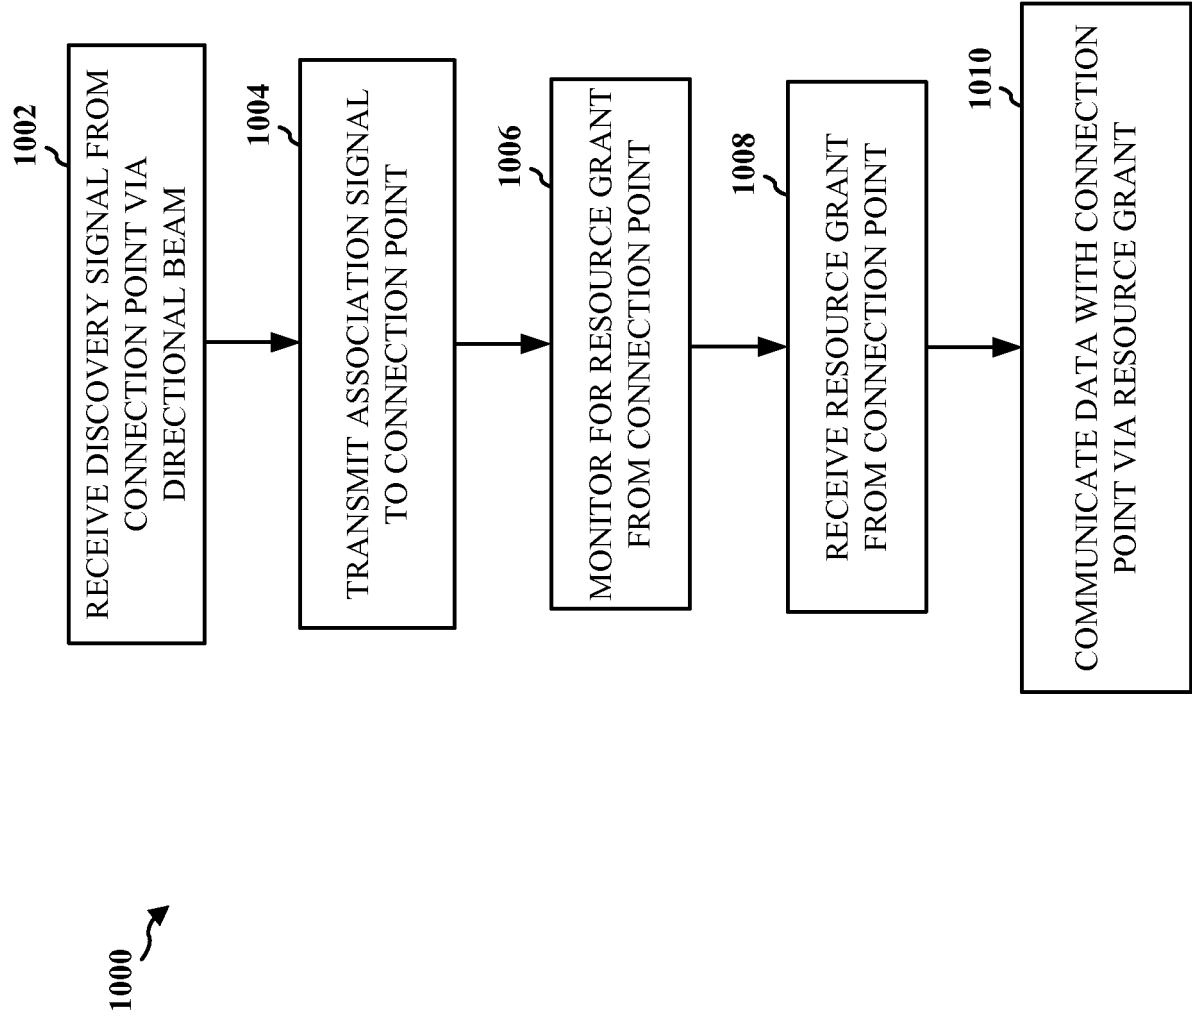 1000
1002
RECEIVE DISCOVERY SIGNAL FROM
CONNECTION POINT VIA
DIRECTIONAL BEAM
1004
TRANSMIT ASSOCIATION SIGNAL
TO CONNECTION POINT
1006
MONITOR FOR RESOURCE GRANT
FROM CONNECTION POINT
1008
RECEIVE RESOURCE GRANT
FROM CONNECTION POINT
1010
COMMUNICATE DATA WITH CONNECTION
POINT VIA RESOURCE GRANT